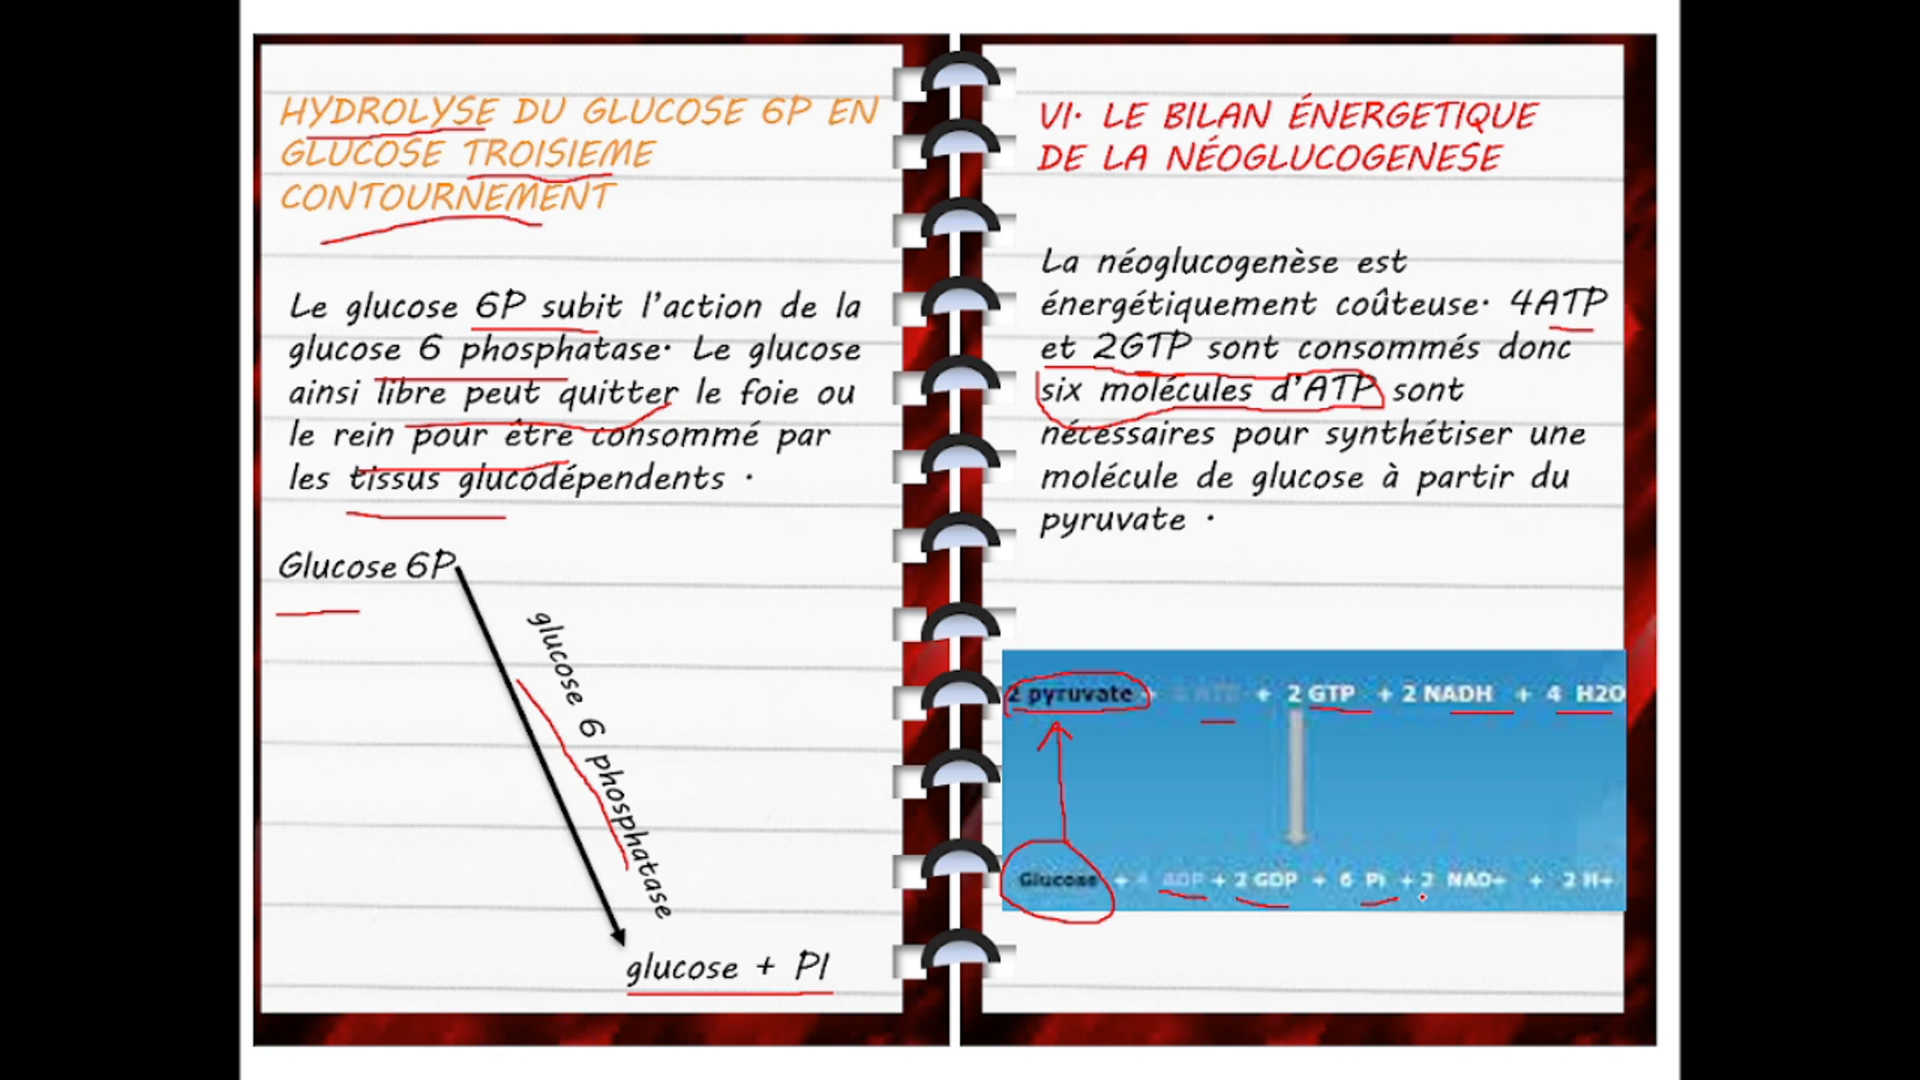 HYDROLYSE DU GLUCOSE 6P EN
GLUCOSE TROISIEME
CONTOURNEMENT
Le glucose 6P subit l'action de la
glucose 6 phosphatase· Le glucose
ainsi libre peut quitter le foie ou
le rein pour être consommé par
les tissus glucodépendents ·
Glucose 6P
glucose 6 phosphatase
glucose + PI
VI· LE BILAN ÉNERGETIQUE
DE LA NÉOGLUCOGENESE
La néoglucogenèse est
énergétiquement coûteuse· 4ATP
et 2GTP sont consommés donc
six molécules d'ATP sont
nécessaires pour synthétiser une
molécule de glucose à partir du
pyruvate ·
2 pyruvate + ATP + 2 GTP + 2 NADH + 4 H2O
Glucose + 4 ADP + 2 GDP + 6 Pi + 2 NAD+ + 2 H+